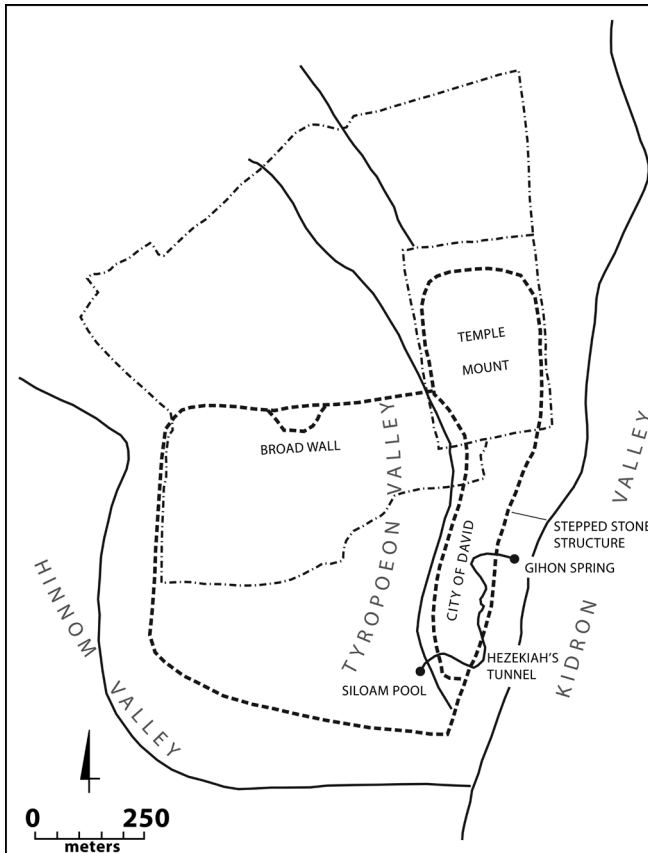 TEMPLE
MOUNT
BROAD WALL
TYROPOEON VALLEY
KIDRON VALLEY
STEPPED STONE
STRUCTURE
CITY OF DAVID
GIHON SPRING
HINNOM VALLEY
HEZEKIAH'S
TUNNEL
SILOAM POOL
0 250
meters